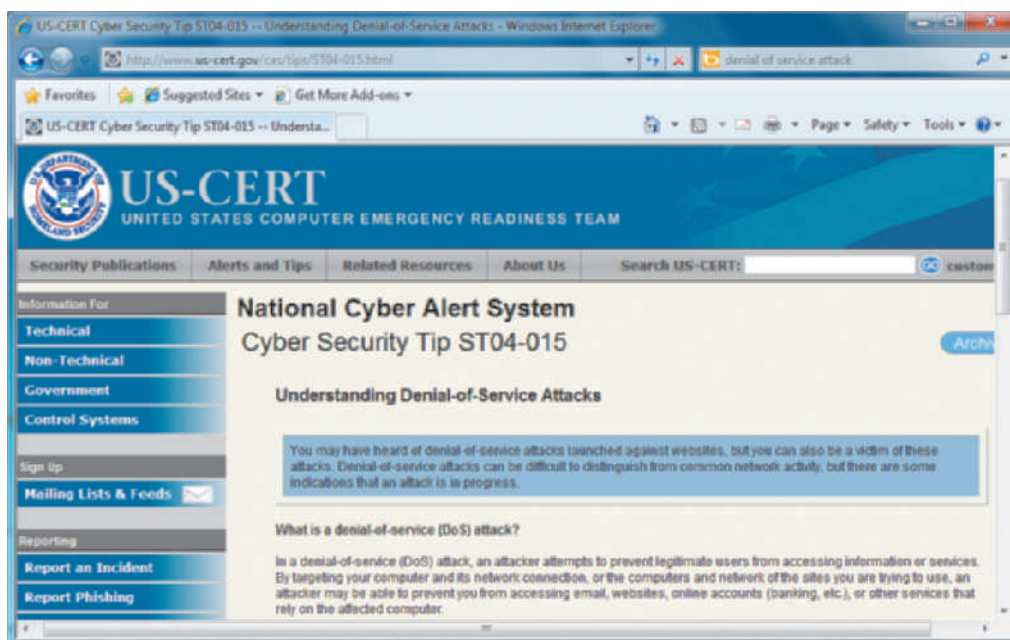 US-CERT Cyber Security Tip ST04-015 -- Understanding Denial-of-Service Attacks - Windows Internet Explorer
http://www.us-cert.gov/cas/tips/ST04-015.html
denial of service attack
Favorites
Suggested Sites
Get More Add-ons
US-CERT Cyber Security Tip ST04-015 -- Understa...
Page
Safety
Tools
U.S. DEPARTMENT OF HOMELAND SECURITY
US-CERT
UNITED STATES COMPUTER EMERGENCY READINESS TEAM
Security Publications
Alerts and Tips
Related Resources
About Us
Search US-CERT:
GO
custom
Information For
Technical
Non-Technical
Government
Control Systems
Sign Up
Mailing Lists & Feeds
Reporting
Report an Incident
Report Phishing
National Cyber Alert System
Cyber Security Tip ST04-015
Archiv
Understanding Denial-of-Service Attacks
You may have heard of denial-of-service attacks launched against websites, but you can also be a victim of these
attacks. Denial-of-service attacks can be difficult to distinguish from common network activity, but there are some
indications that an attack is in progress.
What is a denial-of-service (DoS) attack?
In a denial-of-service (DoS) attack, an attacker attempts to prevent legitimate users from accessing information or services.
By targeting your computer and its network connection, or the computers and network of the sites you are trying to use, an
attacker may be able to prevent you from accessing email, websites, online accounts (banking, etc.), or other services that
rely on the affected computer.